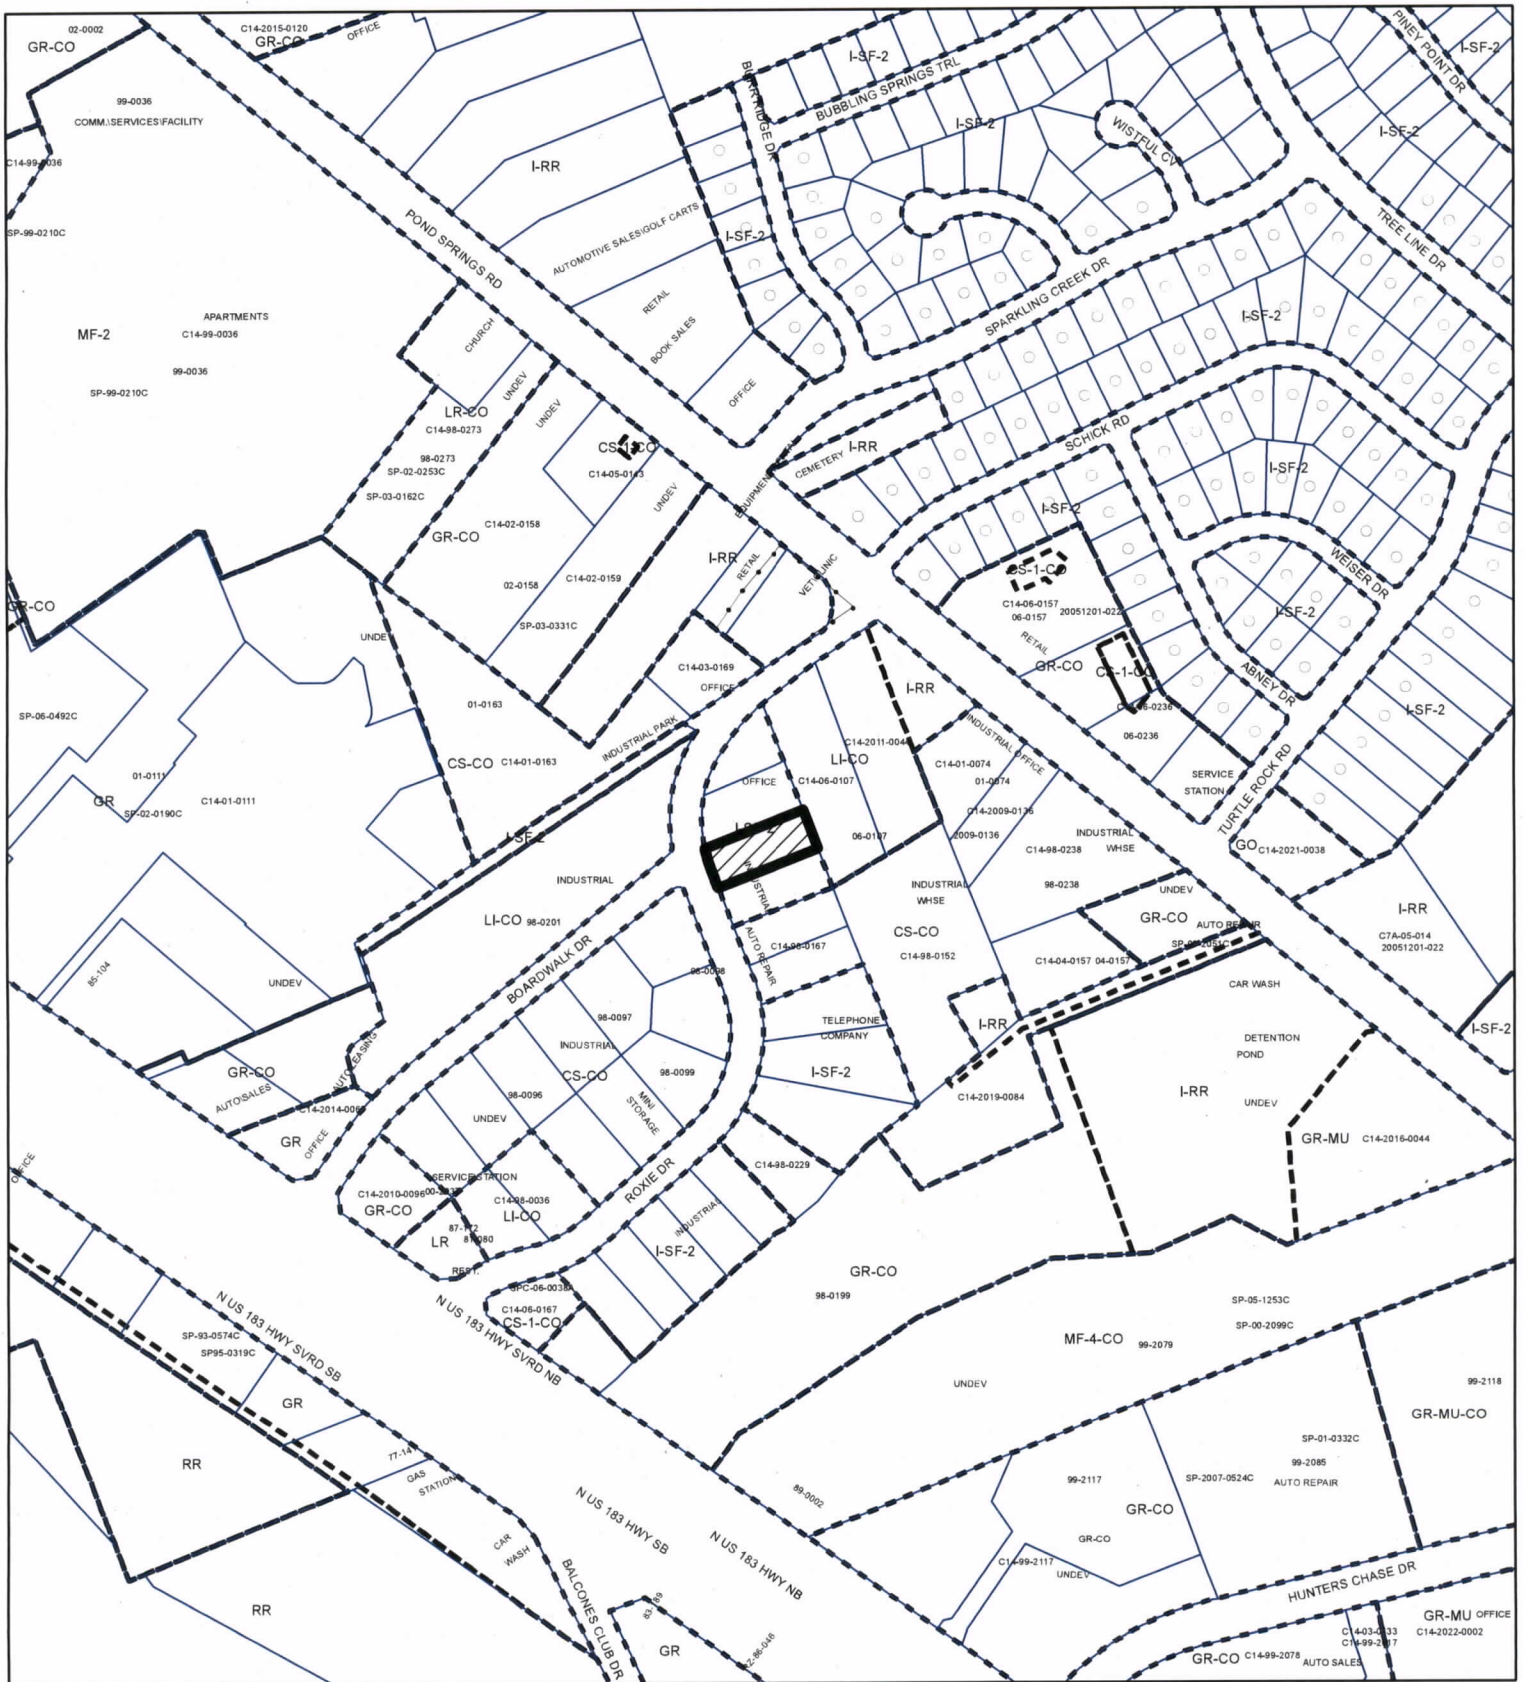 02-0002
GR-CO
C14-2015-0120
GR-CO
OFFICE
I-SF-2
PINEY POINT DR
I-SF-2
99-0036
COMM.\SERVICES\FACILITY
BUBBLING SPRINGS TRL
BURR RIDGE DR
I-SF-2
WISTFUL CV
I-SF-2
C14-99-0036
I-RR
SP-99-0210C
POND SPRINGS RD
AUTOMOTIVE SALES\GOLF CARTS
I-SF-2
TREE LINE DR
SPARKLING CREEK DR
RETAIL
BOOK SALES
I-SF-2
MF-2
APARTMENTS
C14-99-0036
99-0036
SP-99-0210C
CHURCH
UNDEV
UNDEV
OFFICE
LR-CO
C14-98-0273
98-0273
SP-02-0253C
SP-03-0162C
CS-1-CO
C14-05-0143
UNDEV
SCHICK RD
I-RR
CEMETERY
I-SF-2
I-SF-2
GR-CO
C14-02-0158
02-0158
C14-02-0159
SP-03-0331C
I-RR
RETAIL
VET\CLINIC
CS-1-CO
C14-06-0157
06-0157
20051201-022
RETAIL
WEISER DR
I-SF-2
GR-CO
UNDE
C14-03-0169
OFFICE
GR-CO
CS-1-CO
ABNEY DR
I-SF-2
SP-06-0492C
01-0163
INDUSTRIAL PARK
I-RR
INDUSTRIAL OFFICE
06-0236
CS-CO
C14-01-0163
C14-2011-0044
LI-CO
C14-06-0107
OFFICE
C14-01-0074
01-0074
SERVICE
STATION
TURTLE ROCK RD
01-0111
GR
C14-01-0111
SP-02-0190C
I-SF-2
06-0107
C14-2009-0136
2009-0136
INDUSTRIAL
WHSE
C14-98-0238
98-0238
GO
C14-2021-0038
INDUSTRIAL
INDUSTRIAL
WHSE
UNDEV
LI-CO
98-0201
GR-CO
I-RR
C7A-05-014
20051201-022
AUTO REPAIR
CS-CO
C14-98-0152
C14-98-0167
AUTO REPAIR
C14-04-0157
04-0157
BOARDWALK DR
98-0098
85-104
UNDEV
CAR WASH
98-0097
TELEPHONE
COMPANY
I-RR
I-SF-2
DETENTION
POND
INDUSTRIAL
GR-CO
AUTO\SALES
AUTO\LEASING
CS-CO
98-0099
I-SF-2
98-0096
MINI
STORAGE
C14-2019-0084
I-RR
UNDEV
UNDEV
GR
OFFICE
GR-MU
C14-2016-0044
OFFICE
SERVICE STATION
C14-98-0229
ROXIE DR
C14-2010-0096
GR-CO
C14-98-0036
LI-CO
87-172
LR
INDUSTRIAL
I-SF-2
REST.
GR-CO
98-0199
C14-06-0167
CS-1-CO
N US 183 HWY SVRD SB
N US 183 HWY SVRD NB
SP-93-0574C
SP95-0319C
SP-05-1253C
SP-00-2099C
MF-4-CO
99-2079
UNDEV
99-2118
GR-MU-CO
GR
RR
GAS
STATION
SP-01-0332C
99-2085
AUTO REPAIR
99-2117
SP-2007-0524C
GR-CO
GR-CO
89-0002
N US 183 HWY SB
N US 183 HWY NB
CAR
WASH
C14-99-2117
UNDEV
BALCONES CLUB DR
HUNTERS CHASE DR
RR
GR
GR-MU
OFFICE
C14-2022-0002
GR-CO
C14-99-2078
AUTO SALES